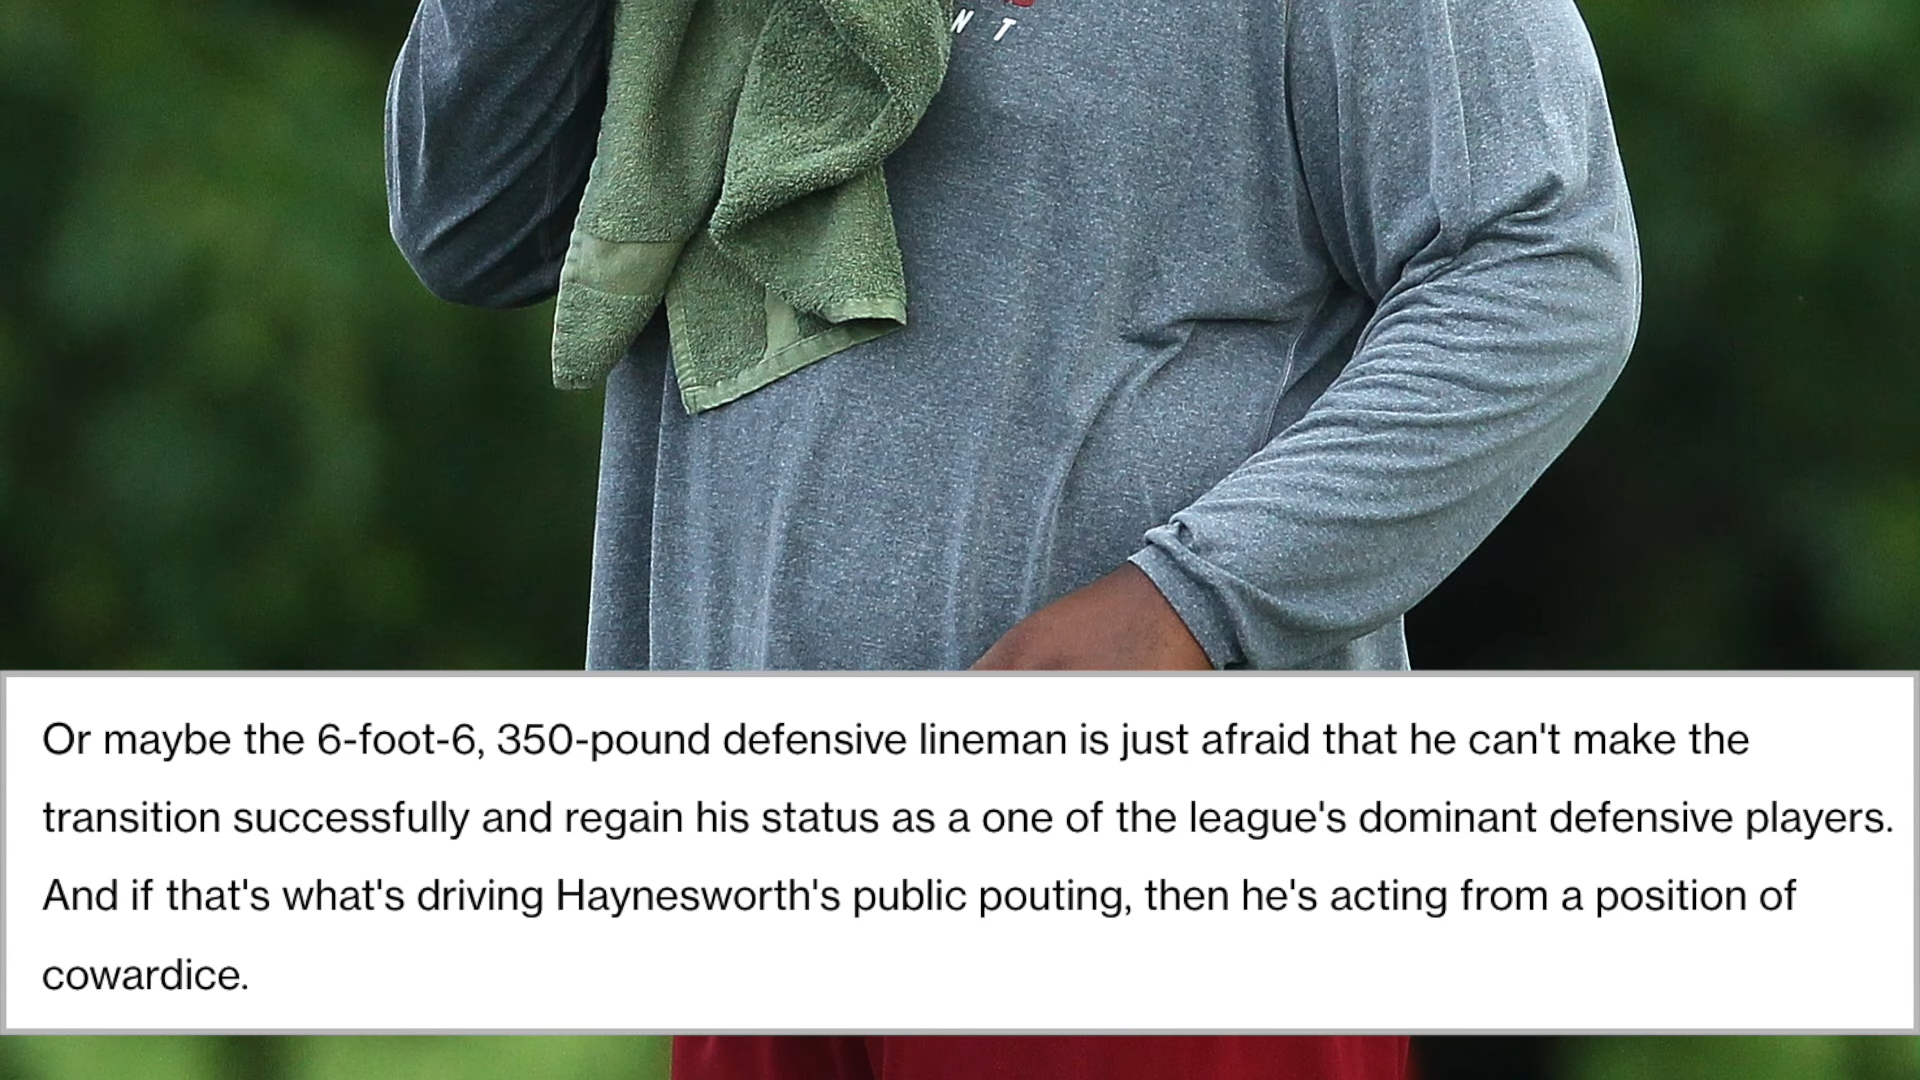 NT
Or maybe the 6-foot-6, 350-pound defensive lineman is just afraid that he can't make the
transition successfully and regain his status as a one of the league's dominant defensive players.
And if that's what's driving Haynesworth's public pouting, then he's acting from a position of
cowardice.